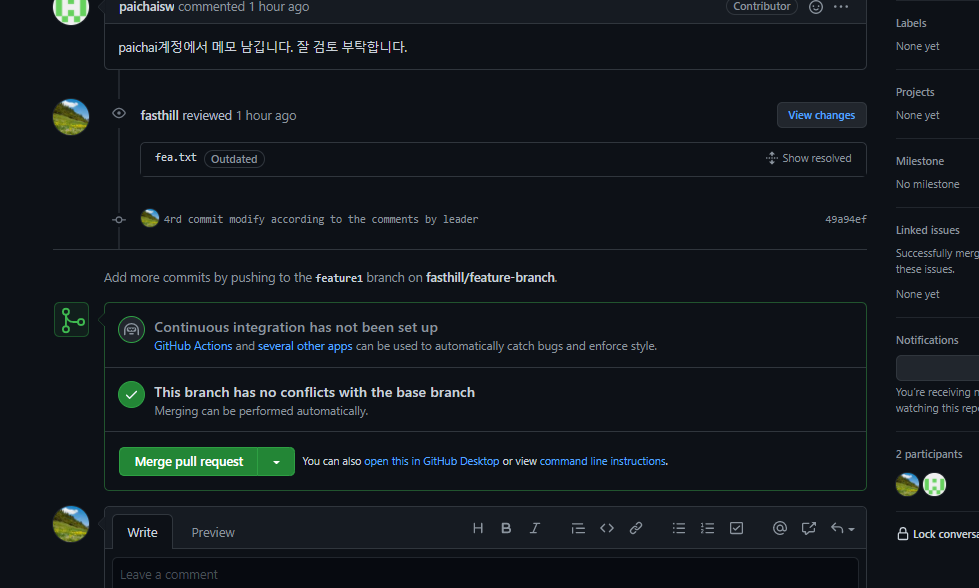 paichaisw commented 1 hour ago
Contributor
paichai계정에서 메모 남깁니다. 잘 검토 부탁합니다.
fasthill reviewed 1 hour ago
View changes
fea.txt Outdated
Show resolved
4rd commit modify according to the comments by leader
49a94ef
Add more commits by pushing to the feature1 branch on fasthill/feature-branch.
Continuous integration has not been set up
GitHub Actions and several other apps can be used to automatically catch bugs and enforce style.
This branch has no conflicts with the base branch
Merging can be performed automatically.
Merge pull request
You can also open this in GitHub Desktop or view command line instructions.
Write
Preview
H B I
Leave a comment
Labels
None yet
Projects
None yet
Milestone
No milestone
Linked issues
Successfully merg
these issues.
None yet
Notifications
You're receiving n
watching this rep
2 participants
Lock conversa